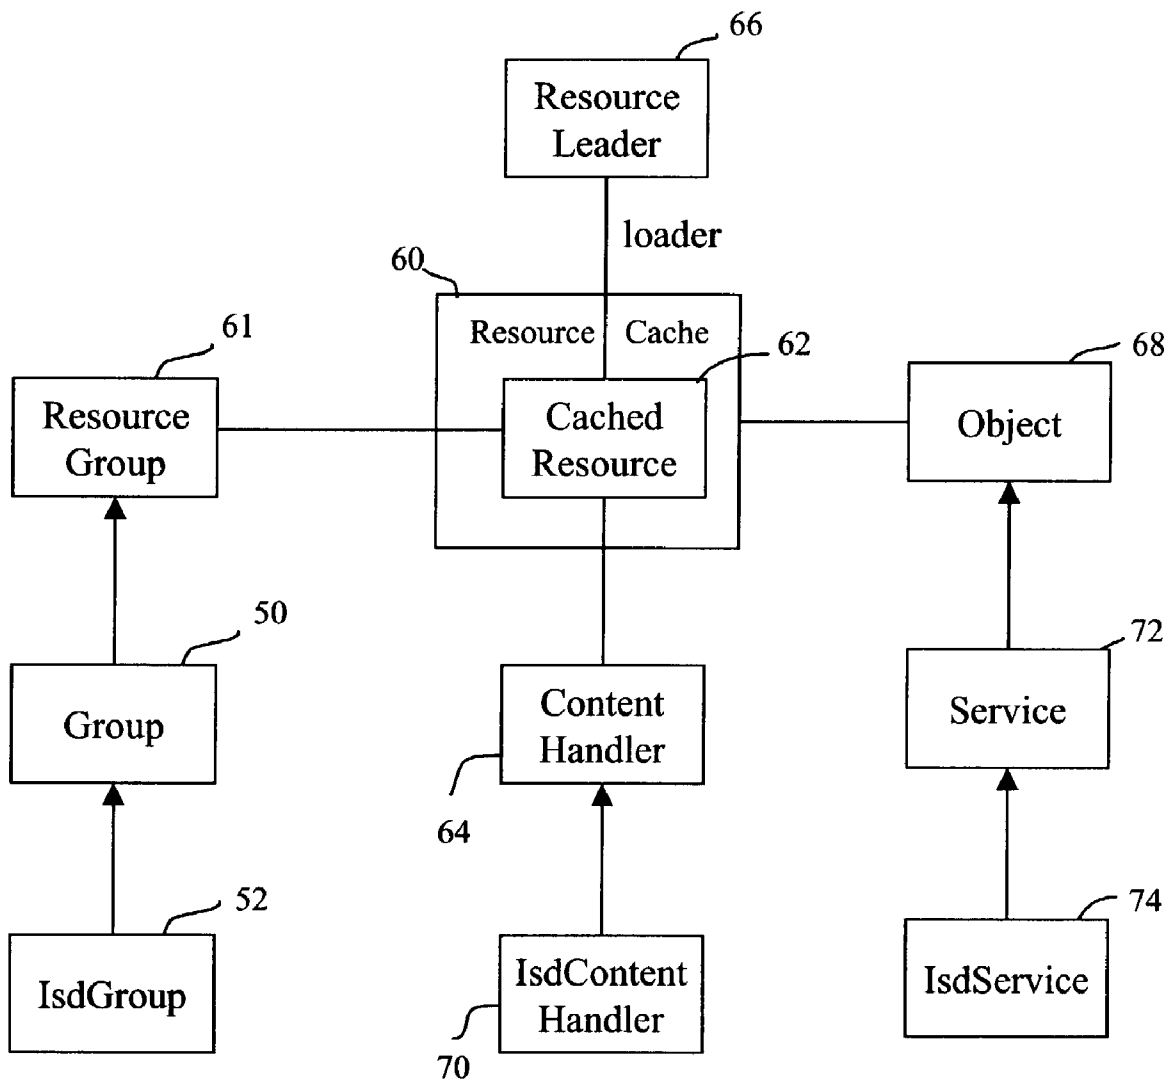 66
Resource
Leader
loader
60
Resource Cache
61
62
68
Resource
Group
Cached
Resource
Object
50
72
Group
Content
Handler
Service
64
52
74
IsdGroup
IsdContent
Handler
IsdService
70